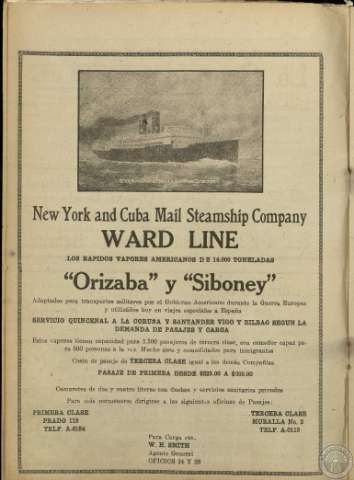 New York and Cuba Mail Steamship Company
WARD LINE
LOS RAPIDOS VAPORES AMERICANOS DE 14.000 TONELADAS
“Orizaba” y “Siboney”
Adaptados para transportes militares por el Gobierno Americano durante la Guerra Europea
y utilizados hoy en viajes especiales a España
SERVICIO QUINCENAL A LA CORUÑA Y SANTANDER VIGO Y BILBAO SEGUN LA
DEMANDA DE PASAJES Y CARGA
Estos vapores tienen capacidad para 2,500 pasajeros de tercera clase, con comedor capaz pa-
ra 500 personas a la vez Mucho aseo y comodidades para inmigrantes
Costo de pasaje de TERCERA CLASE igual a las demás Compañías
PASAJE DE PRIMERA DESDE
Camarotes de dos y cuatro literas con duchas y servicios sanitarios privados
Para más pormenores dirigirse a las siguientes oficinas de Pasajes:
PRIMERA CLASE
PRADO 118
TELF. A-6154
TERCERA CLASE
MURALLA No. 2
TELF. A-0113
Para Carga etc.
W. H. SMITH
Agente General
OFICIOS 24 Y 26